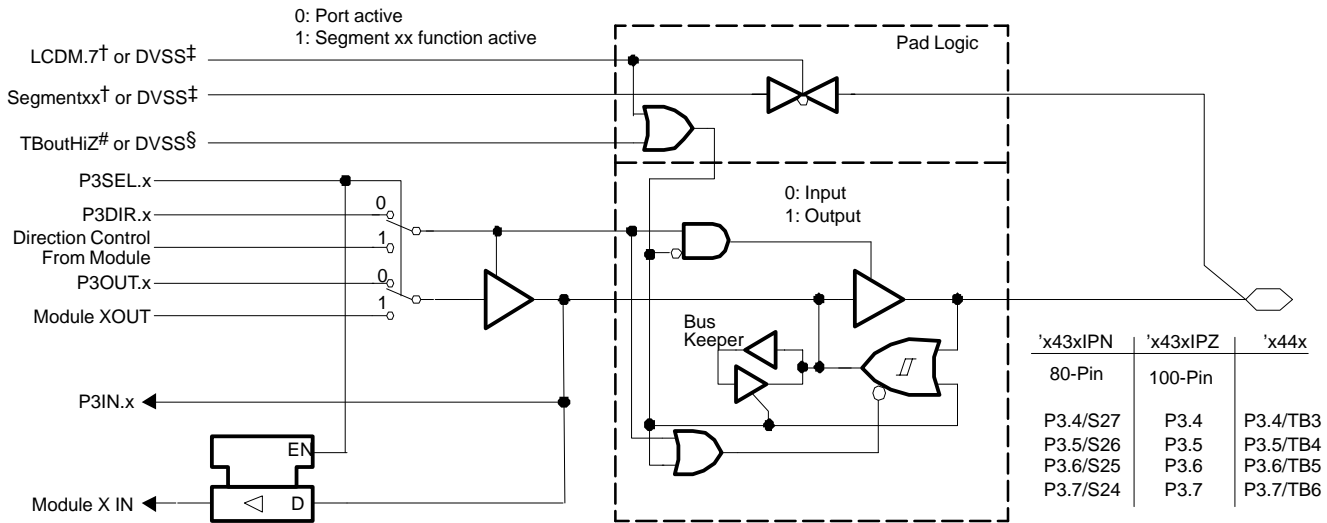 0: Port active
1: Segment xx function active
Pad Logic
LCDM.7† or DVSS‡
Segmentxx† or DVSS‡
TBoutHiZ# or DVSS§
P3SEL.x
0
P3DIR.x
1
Direction Control
From Module
0
P3OUT.x
1
Module XOUT
0: Input
1: Output
Bus
Keeper
P3IN.x
EN
D
Module X IN
'x43xIPN 'x43xIPZ 'x44x
80-Pin 100-Pin
P3.4/S27 P3.4 P3.4/TB3
P3.5/S26 P3.5 P3.5/TB4
P3.6/S25 P3.6 P3.6/TB5
P3.7/S24 P3.7 P3.7/TB6